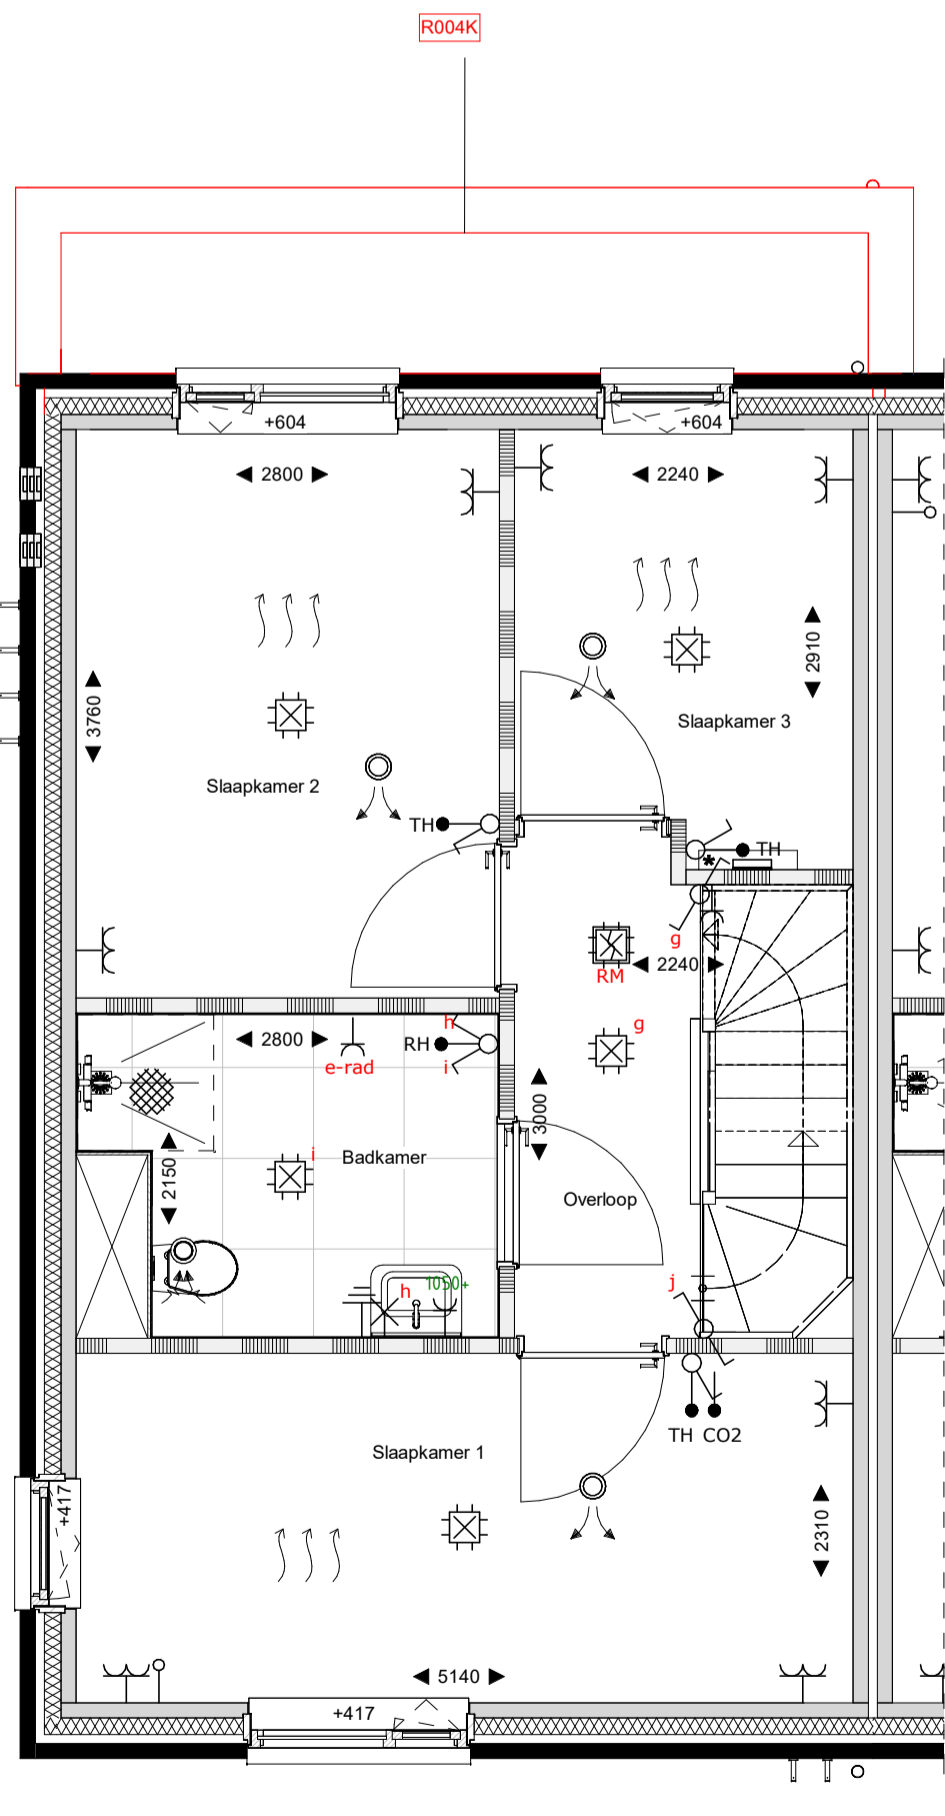 R004K
+604
+604
2800
2240
2910
3760
Slaapkamer 3
Slaapkamer 2
TH
TH
*
g
RM
2240
h
g
2800
RH
e-rad
i
3000
i
Badkamer
2150
Overloop
h
1050+
j
TH CO2
Slaapkamer 1
+417
2310
5140
+417